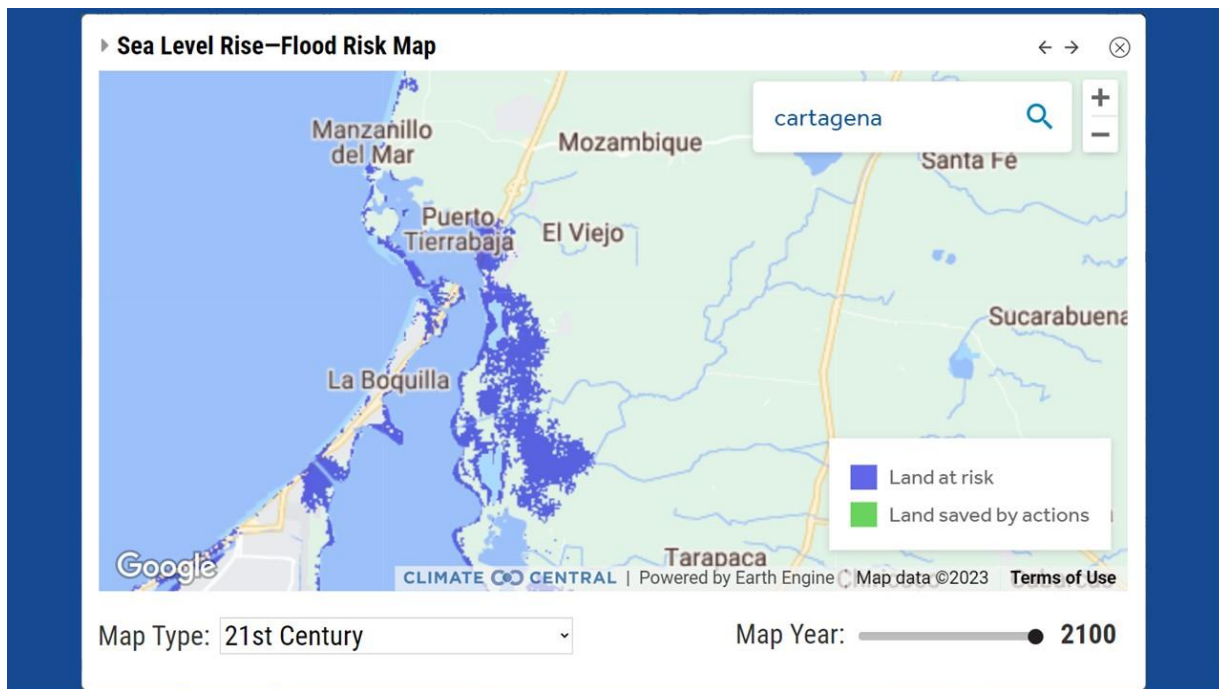 Sea Level Rise—Flood Risk Map
cartagena
Manzanillo
del Mar
Mozambique
Santa Fé
Puerto
Tierrabaja
El Viejo
Sucarabuena
La Boquilla
Land at risk
Land saved by actions
Tarapaca
Google
CLIMATE CENTRAL | Powered by Earth Engine
Map data ©2023
Terms of Use
Map Type: 21st Century
Map Year: 2100